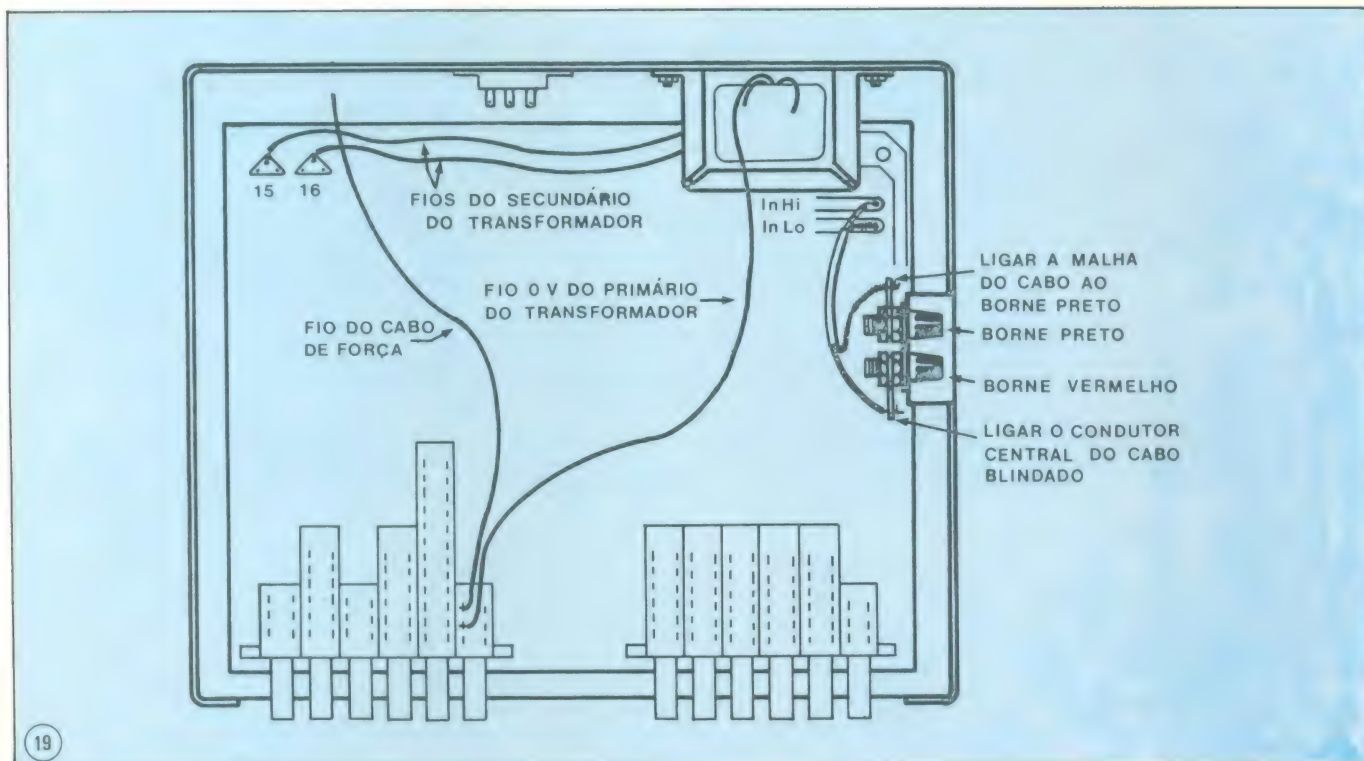 15
16
FIOS DO SECUNDÁRIO
DO TRANSFORMADOR
In Hi
In Lo
FIO 0 V DO PRIMÁRIO
DO TRANSFORMADOR
FIO DO CABO
DE FORÇA
LIGAR A MALHA
DO CABO AO
BORNE PRETO
BORNE PRETO
BORNE VERMELHO
LIGAR O CONDUTOR
CENTRAL DO CABO
BLINDADO
19